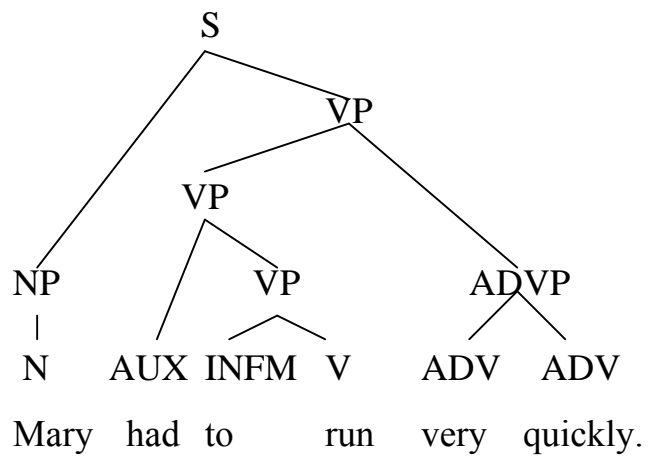 S
VP
VP
NP VP ADVP
N AUX INFM V ADV ADV
Mary had to run very quickly.